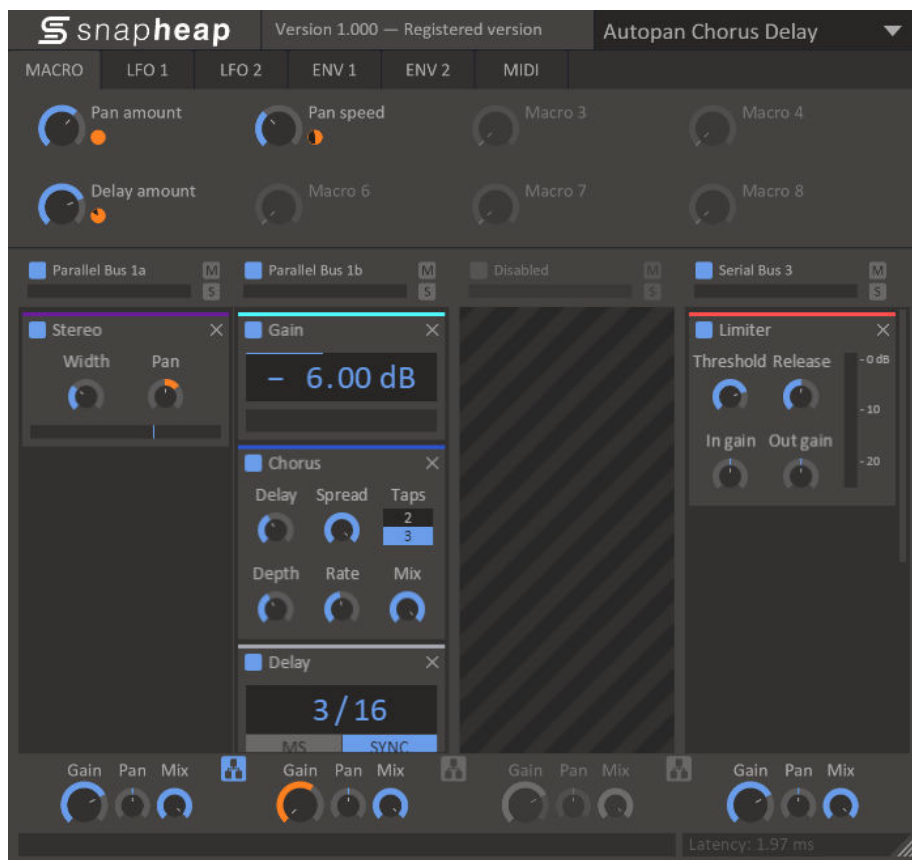 snapheap Version 1.000 — Registered version Autopan Chorus Delay
MACRO LFO 1 LFO 2 ENV 1 ENV 2 MIDI
Pan amount Pan speed Macro 3 Macro 4
Delay amount Macro 6 Macro 7 Macro 8
Parallel Bus 1a M Parallel Bus 1b M Disabled M Serial Bus 3 M
S S S S
Stereo Gain Limiter
Width Pan - 6.00 dB Threshold Release - 0 dB
- 10
In gain Out gain
- 20
Chorus
Delay Spread Taps
2
3
Depth Rate Mix
Delay
3/16
MS SYNC
Gain Pan Mix Gain Pan Mix Gain Pan Mix Gain Pan Mix
Latency: 1.97 ms